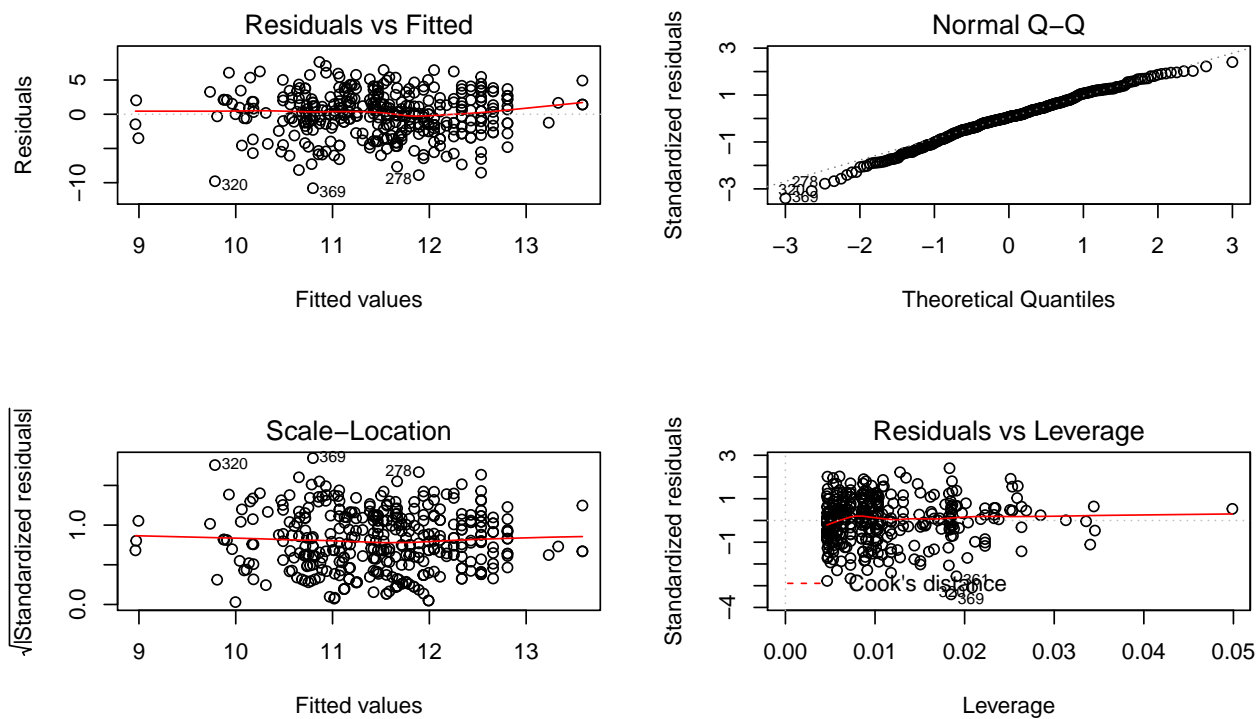 Residuals vs Fitted
Residuals
5
0
−10
320
369
278
9 10 11 12 13
Fitted values
Normal Q−Q
Standardized residuals
3
1
−1
−3
278
320
369
−3 −2 −1 0 1 2 3
Theoretical Quantiles
Scale−Location
√|Standardized residuals|
1.0
0.0
320
369
278
9 10 11 12 13
Fitted values
Residuals vs Leverage
Standardized residuals
3
1
−1
−4
Cook's distance
361
320
369
0.00 0.01 0.02 0.03 0.04 0.05
Leverage